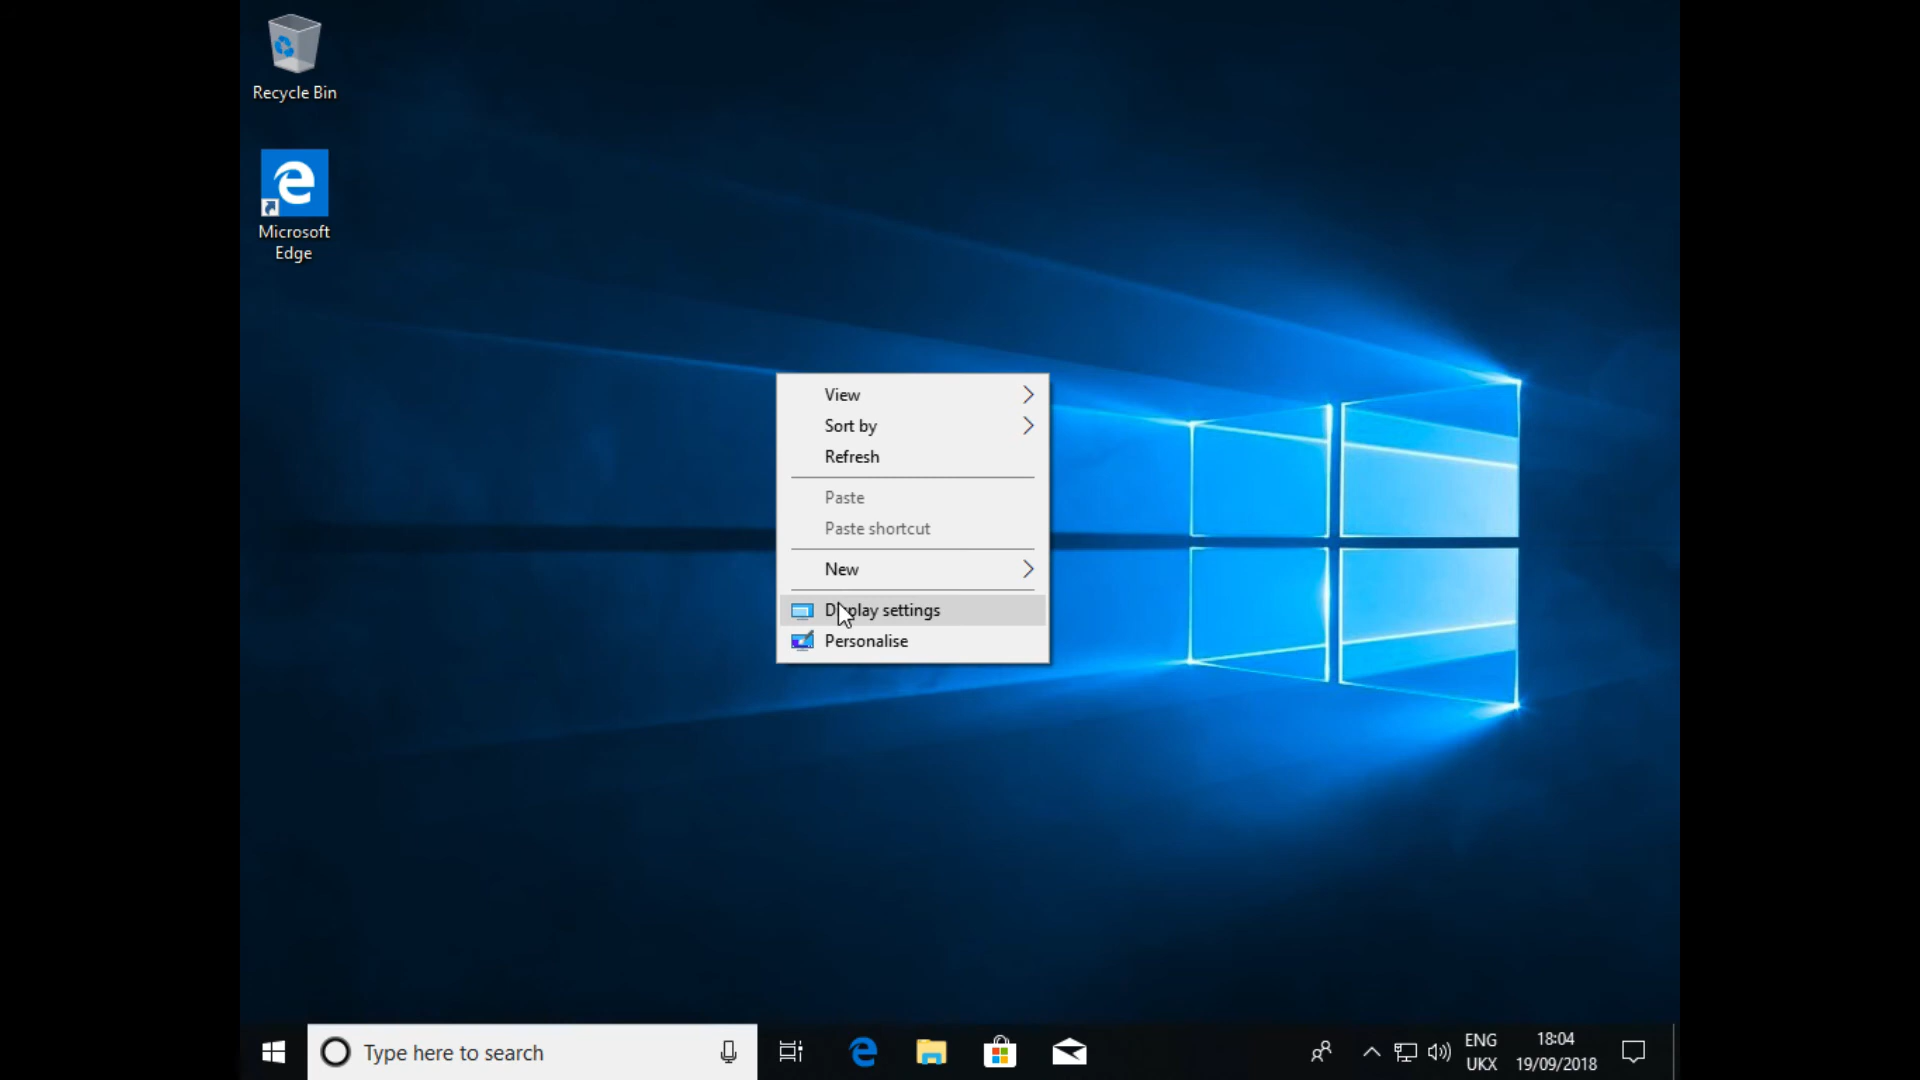 Recycle Bin
Microsoft
Edge
View
Sort by
Refresh
Paste
Paste shortcut
New
Display settings
Personalise
Type here to search
ENG
UKX
18:04
19/09/2018